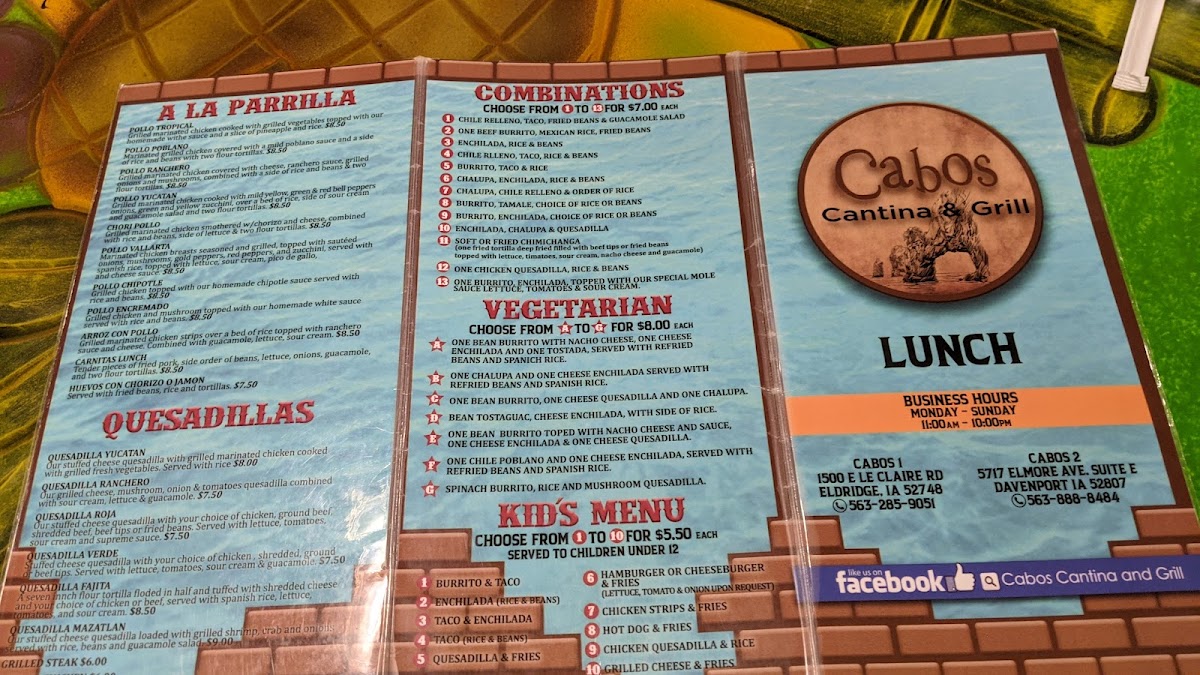 A LA PARRILLA
POLLO TROPICAL
Grilled marinated chicken cooked with grilled vegetables topped with our
homemade withe sauce and a slice of pineapple and rice. $8.50
POLLO POBLANO
Marinated grilled chicken covered with a mild poblano sauce and a side
of rice and beans with two flour tortillas. $8.50
POLLO RANCHERO
Grilled marinated chicken covered with cheese, ranchero sauce, grilled
onions and mushrooms, combined with a side of rice and beans & two
flour tortillas. $8.50
POLLO YUCATAN
Grilled marinated chicken cooked with mild yellow, green & red bell peppers
onions, green and yellow zucchini, over a bed of rice, side of sour cream
and guacamole salad and two flour tortillas. $8.50
CHORI POLLO
Grilled marinated chicken smothered w/chorizo and cheese, combined
with rice and beans, side of lettuce & two flour tortillas. $8.50
POLLO VALLARTA
Marinated chicken breasts seasoned and grilled, topped with sautéed
onions, mushrooms, gold peppers, red peppers, and zucchini, served with
spanish rice, topped with lettuce, sour cream, pico de gallo,
and cheese sauce $8.50
POLLO CHIPOTLE
Grilled chicken topped with our homemade chipotle sauce served with
rice and beans. $8.50
POLLO ENCREMADO
Grilled chicken and mushroom topped with our homemade white sauce
served with rice and beans. $8.50
ARROZ CON POLLO
Grilled marinated chicken strips over a bed of rice topped with ranchero
sauce and cheese. Combined with guacamole, lettuce, sour cream. $8.50
CARNITAS LUNCH
Tender pieces of fried pork, side order of beans, lettuce, onions, guacamole,
and two flour tortillas. $8.50
HUEVOS CON CHORIZO O JAMON
Served with fried beans, rice and tortillas. $7.50
QUESADILLAS
QUESADILLA YUCATAN
Our stuffed cheese quesadilla with grilled marinated chicken cooked
with grilled fresh vegetables. Served with rice $8.00
QUESADILLA RANCHERO
Our grilled cheese, mushroom, onion & tomatoes quesadilla combined
with sour cream, lettuce & guacamole. $7.50
QUESADILLA ROJA
Our stuffed cheese quesadilla with your choice of chicken, ground beef,
shredded beef, beef tips or fried beans. Served with lettuce, tomatoes,
sour cream and supreme sauce. $7.50
QUESADILLA VERDE
Stuffed cheese quesadilla with your choice of chicken , shredded, ground
or beef tips. Served with lettuce, tomatoes, sour cream & guacamole. $7.50
QUESADILLA FAJITA
A seven lunch flour tortilla floded in half and tuffed with shredded cheese
and your choice of chicken or beef, served with spanish rice, lettuce,
tomatoes, and sour cream. $8.50
QUESADILLA MAZATLAN
Our stuffed cheese quesadilla loaded with grilled shrimp, crab and onions
served with rice, beans and guacamole salad. $9.00
GRILLED STEAK $6.00
COMBINATIONS
CHOOSE FROM 1 TO 13 FOR $7.00 EACH
1 CHILE RELLENO, TACO, FRIED BEANS & GUACAMOLE SALAD
2 ONE BEEF BURRITO, MEXICAN RICE, FRIED BEANS
3 ENCHILADA, RICE & BEANS
4 CHILE RLLENO, TACO, RICE & BEANS
5 BURRITO, TACO & RICE
6 CHALUPA, ENCHILADA, RICE & BEANS
7 CHALUPA, CHILE RELLENO & ORDER OF RICE
8 BURRITO, TAMALE, CHOICE OF RICE OR BEANS
9 BURRITO, ENCHILADA, CHOICE OF RICE OR BEANS
10 ENCHILADA, CHALUPA & QUESADILLA
11 SOFT OR FRIED CHIMICHANGA
(one fried tortilla deep fried filled with beef tips or fried beans
topped with lettuce, timatoes, sour cream, nacho cheese and guacamole)
12 ONE CHICKEN QUESADILLA, RICE & BEANS
13 ONE BURRITO, ENCHILADA, TOPPED WITH OUR SPECIAL MOLE
SAUCE LETTUCE, TOMATOES & SOUR CREAM.
VEGETARIAN
CHOOSE FROM A TO G FOR $8.00 EACH
A ONE BEAN BURRITO WITH NACHO CHEESE, ONE CHEESE
ENCHILADA AND ONE TOSTADA, SERVED WITH REFRIED
BEANS AND SPANICH RICE.
B ONE CHALUPA AND ONE CHEESE ENCHILADA SERVED WITH
REFRIED BEANS AND SPANISH RICE.
C ONE BEAN BURRITO, ONE CHEESE QUESADILLA AND ONE CHALUPA.
D BEAN TOSTAGUAC, CHEESE ENCHILADA, WITH SIDE OF RICE.
E ONE BEAN BURRITO TOPED WITH NACHO CHEESE AND SAUCE,
ONE CHEESE ENCHILADA & ONE CHEESE QUESADILLA.
F ONE CHILE POBLANO AND ONE CHEESE ENCHILADA, SERVED WITH
REFRIED BEANS AND SPANISH RICE.
G SPINACH BURRITO, RICE AND MUSHROOM QUESADILLA.
KID'S MENU
CHOOSE FROM 1 TO 10 FOR $5.50 EACH
SERVED TO CHILDREN UNDER 12
1 BURRITO & TACO
2 ENCHILADA (RICE & BEANS)
3 TACO & ENCHILADA
4 TACO (RICE & BEANS)
5 QUESADILLA & FRIES
6 HAMBURGER OR CHEESEBURGER
& FRIES
(LETTUCE, TOMATO & ONION UPON REQUEST)
7 CHICKEN STRIPS & FRIES
8 HOT DOG & FRIES
9 CHICKEN QUESADILLA & RICE
10 GRILLED CHEESE & FRIES
Cabos
Cantina & Grill
LUNCH
BUSINESS HOURS
MONDAY - SUNDAY
11:00AM - 10:00PM
CABOS 1
1500 E LE CLAIRE RD
ELDRIDGE, IA 52748
563-285-9051
CABOS 2
5717 ELMORE AVE. SUITE E
DAVENPORT IA 52807
563-888-8484
like us on
facebook
Cabos Cantina and Grill